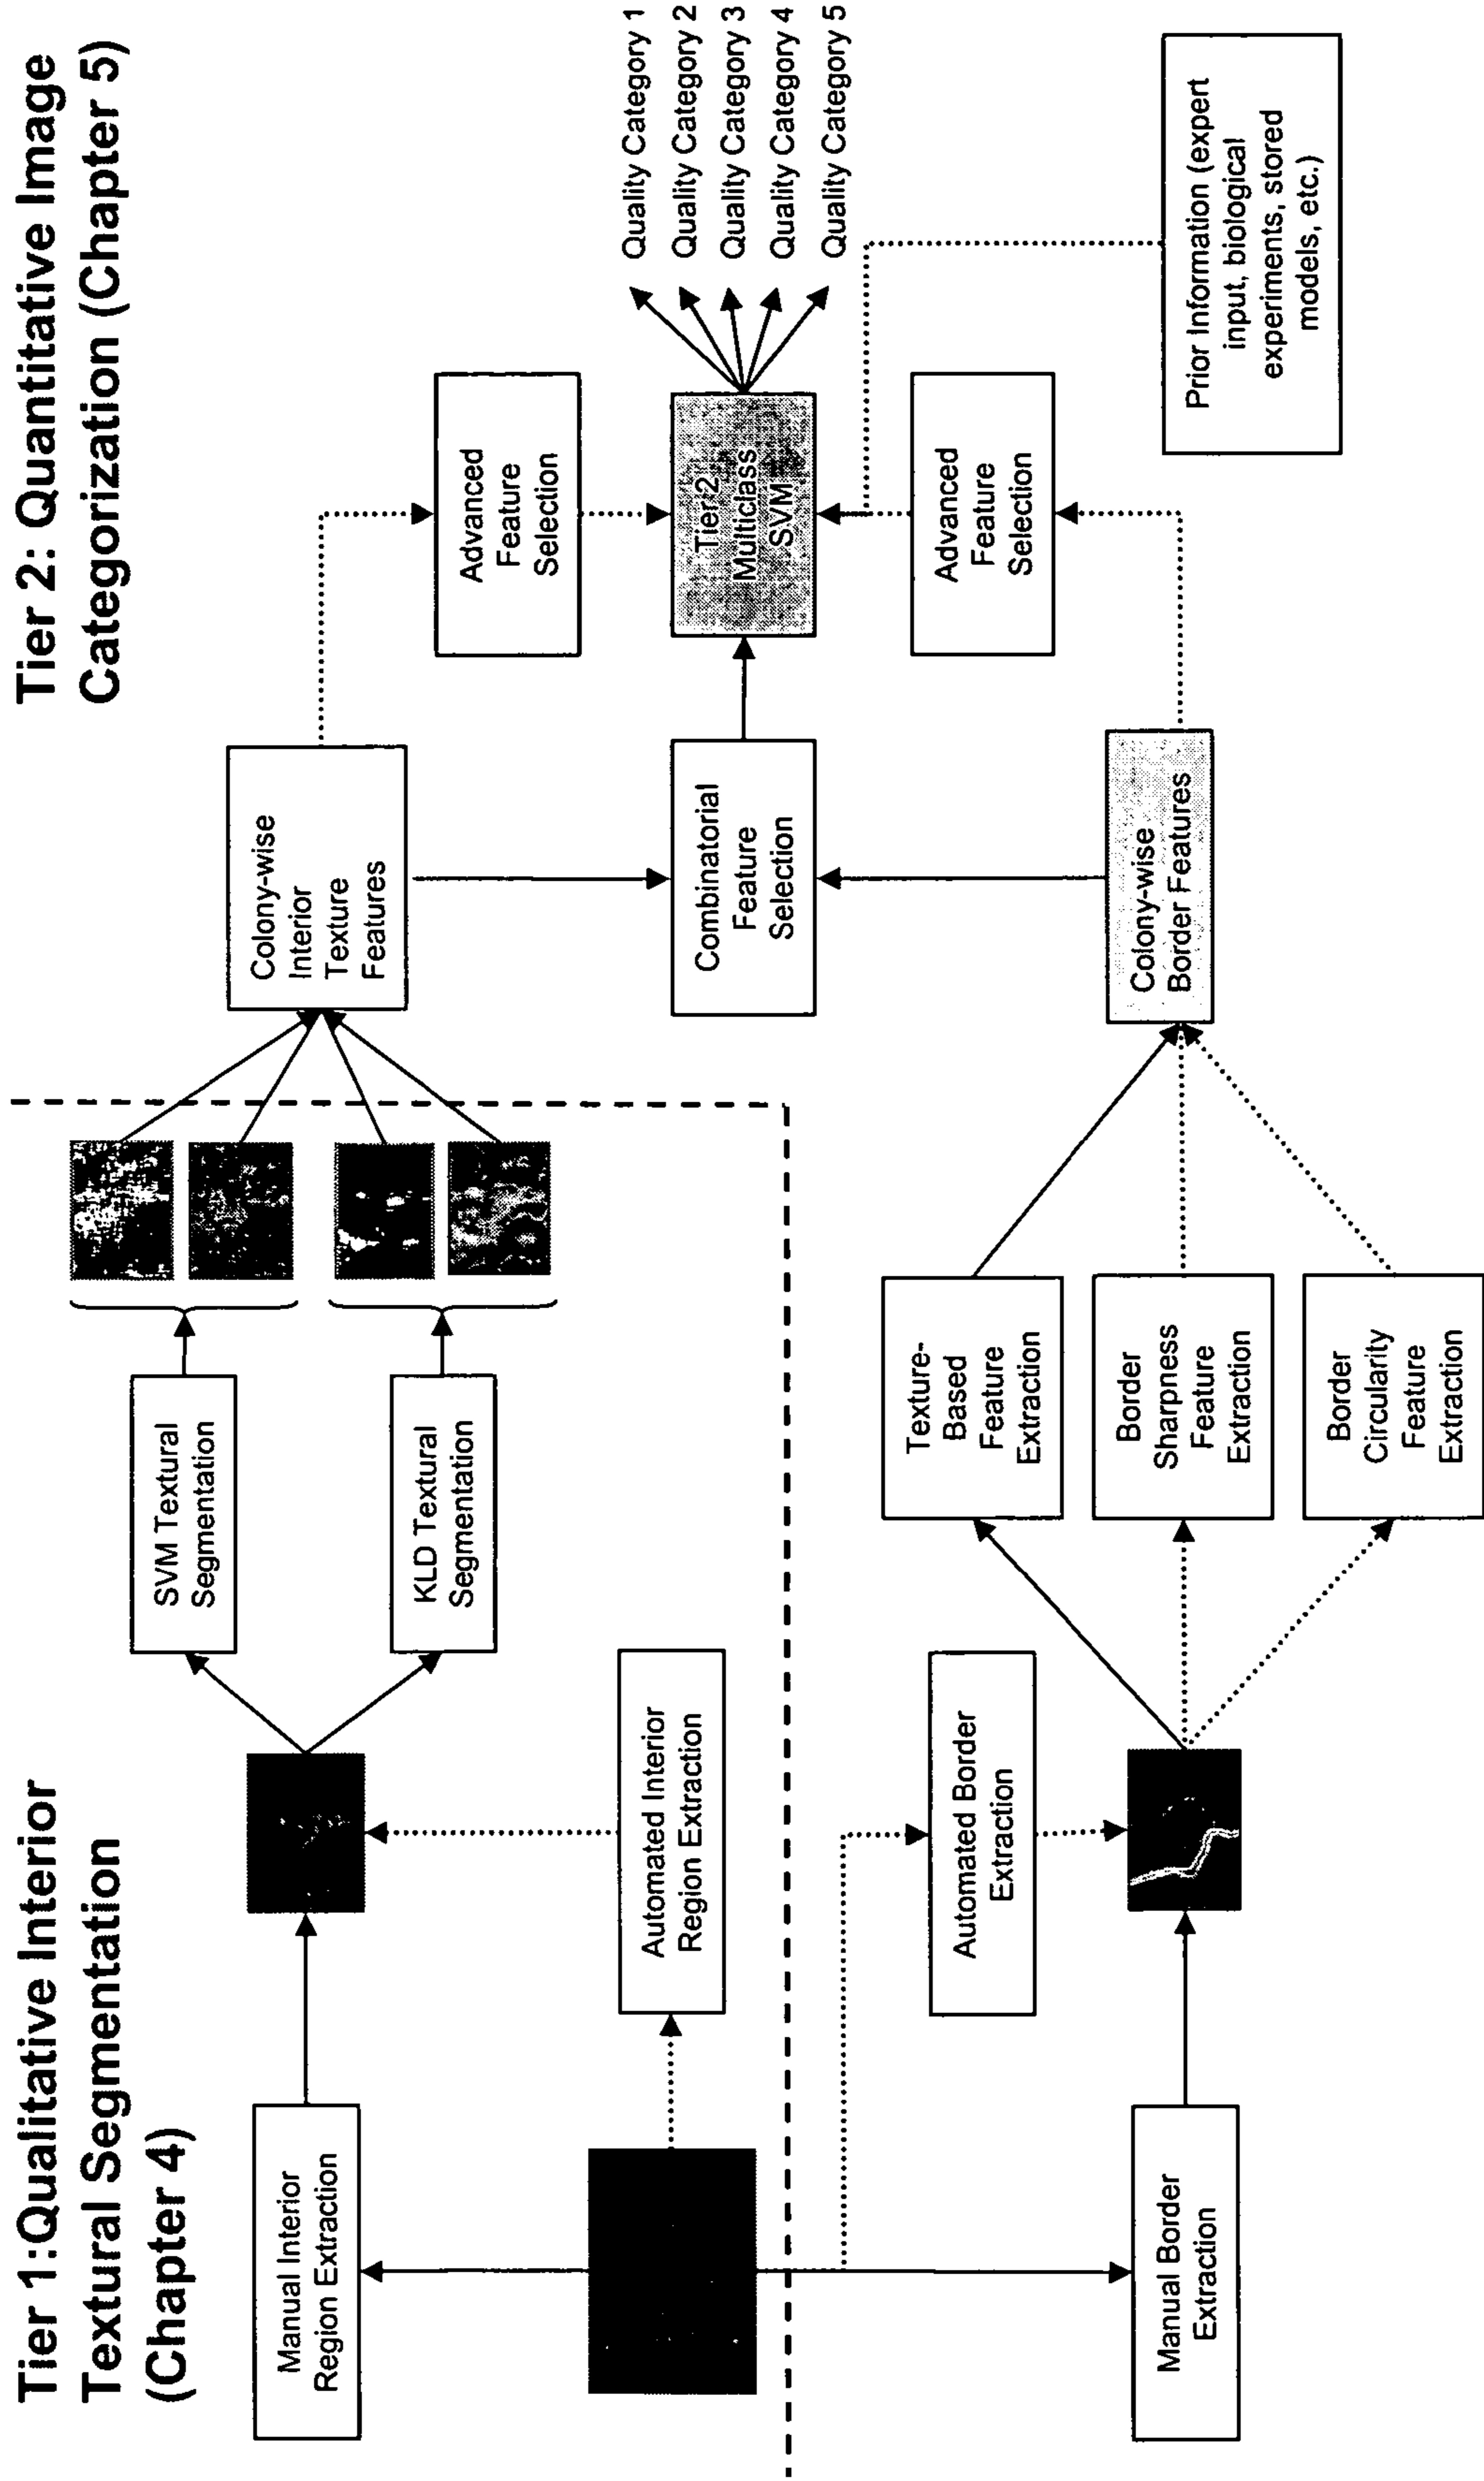 Tier 1:Qualitative Interior
Textural Segmentation
(Chapter 4)
Tier 2: Quantitative Image
Categorization (Chapter 5)
Manual Interior
Region Extraction
Automated Interior
Region Extraction
SVM Textural
Segmentation
KLD Textural
Segmentation
Colony-wise
Interior
Texture
Features
Advanced
Feature
Selection
Combinatorial
Feature
Selection
Tier 2
Multiclass
SVM
Quality Category 1
Quality Category 2
Quality Category 3
Quality Category 4
Quality Category 5
Advanced
Feature
Selection
Prior Information (expert
input, biological
experiments, stored
models, etc.)
Manual Border
Extraction
Automated Border
Extraction
Texture-
Based
Feature
Extraction
Border
Sharpness
Feature
Extraction
Border
Circularity
Feature
Extraction
Colony-wise
Border Features